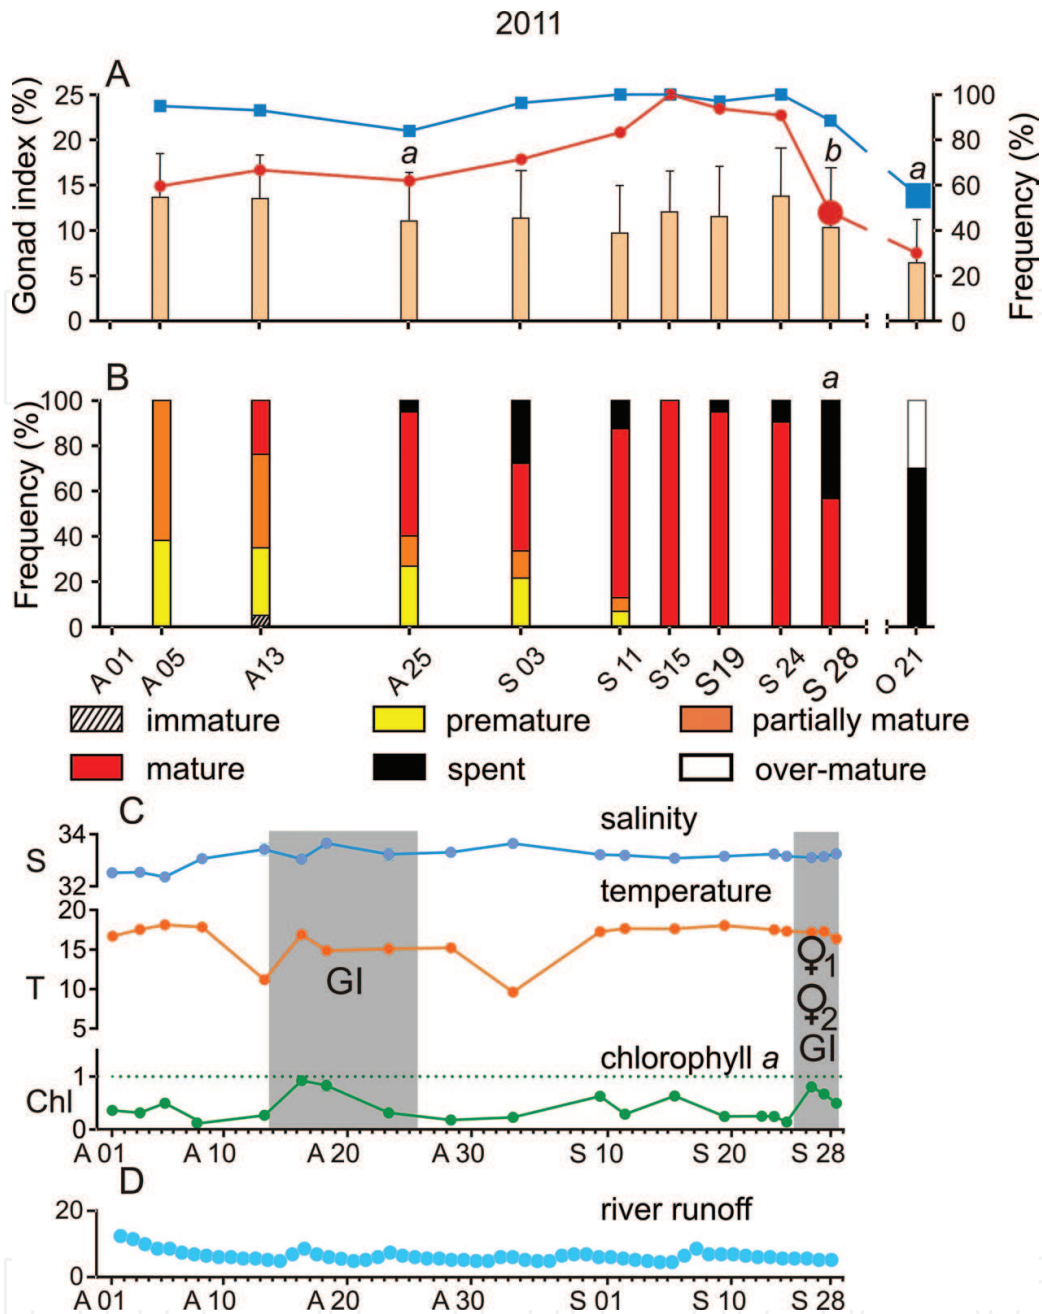 2011
A
Gonad index (%)
Frequency (%)
25
20
15
10
5
0
100
80
60
40
20
0
a
b
a
B
Frequency (%)
100
80
60
40
20
0
a
A 01
A 05
A13
A 25
S 03
S 11
S15
S19
S 24
S 28
O 21
immature
premature
partially mature
mature
spent
over-mature
C
salinity
S
34
32
temperature
T
20
15
10
5
GI
♀1
♀2
GI
chlorophyll a
Chl
1
0
A 01
A 10
A 20
A 30
S 10
S 20
S 28
D
river runoff
20
0
A 01
A 10
A 20
A 30
S 01
S 20
S 28